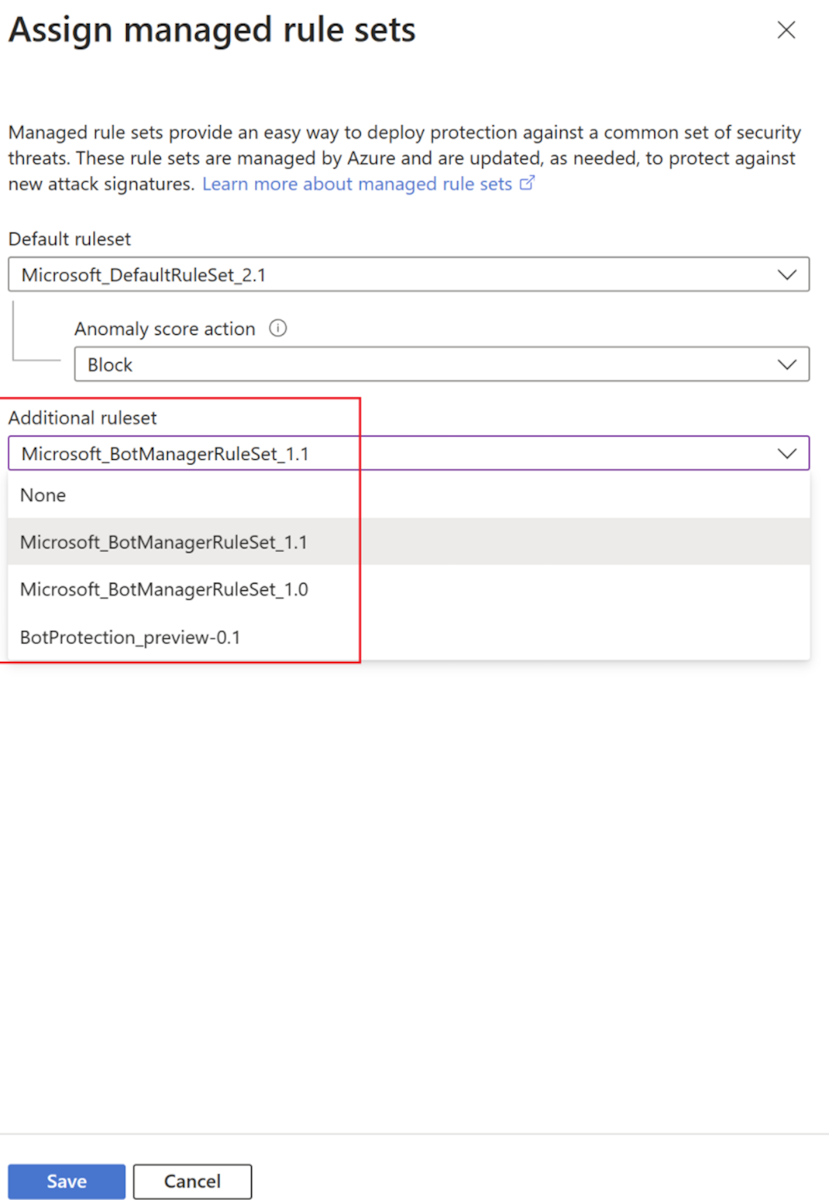 Assign managed rule sets
Managed rule sets provide an easy way to deploy protection against a common set of security
threats. These rule sets are managed by Azure and are updated, as needed, to protect against
new attack signatures. Learn more about managed rule sets
Default ruleset
Microsoft_DefaultRuleSet_2.1
Anomaly score action
Block
Additional ruleset
Microsoft_BotManagerRuleSet_1.1
None
Microsoft_BotManagerRuleSet_1.1
Microsoft_BotManagerRuleSet_1.0
BotProtection_preview-0.1
Save Cancel